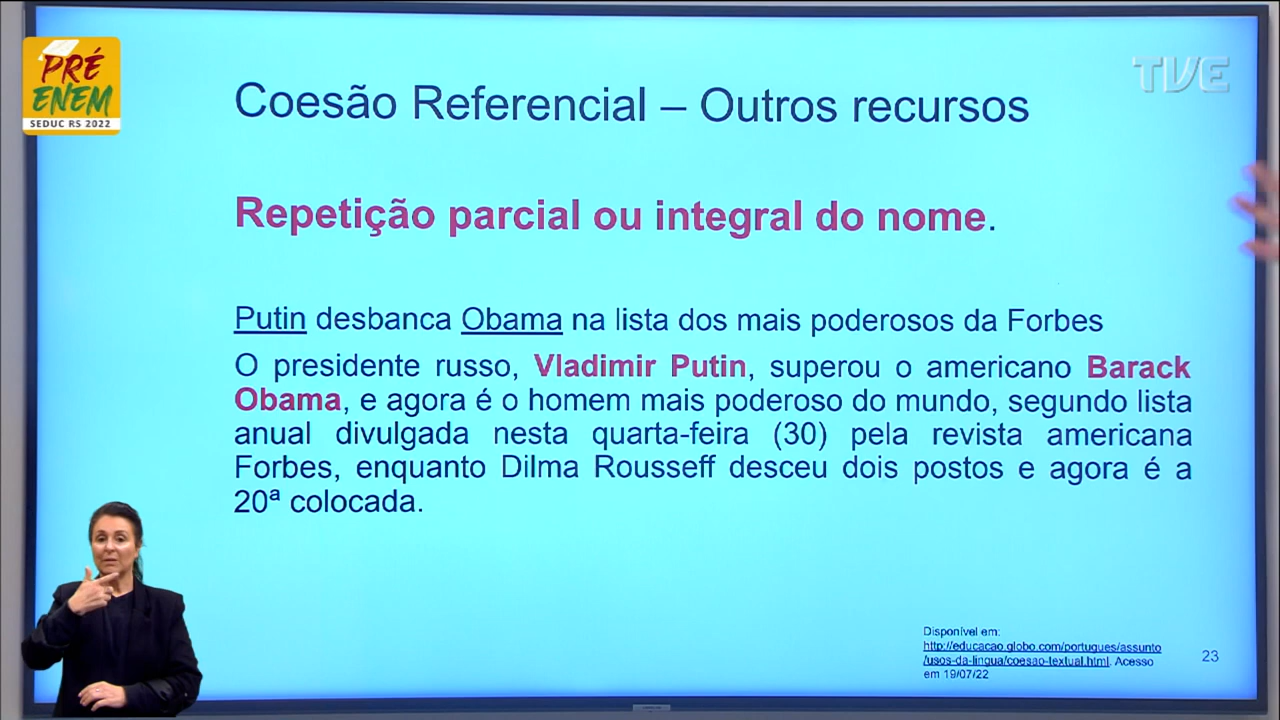 PRÉ
ENEM
SEDUC RS 2022
TVE
Coesão Referencial – Outros recursos
Repetição parcial ou integral do nome.
Putin desbanca Obama na lista dos mais poderosos da Forbes
O presidente russo, Vladimir Putin, superou o americano Barack
Obama, e agora é o homem mais poderoso do mundo, segundo lista
anual divulgada nesta quarta-feira (30) pela revista americana
Forbes, enquanto Dilma Rousseff desceu dois postos e agora é a
20ª colocada.
Disponível em:
http://educacao.globo.com/portugues/assunto
/usos-da-lingua/coesao-textual.html. Acesso
em 19/07/22
23